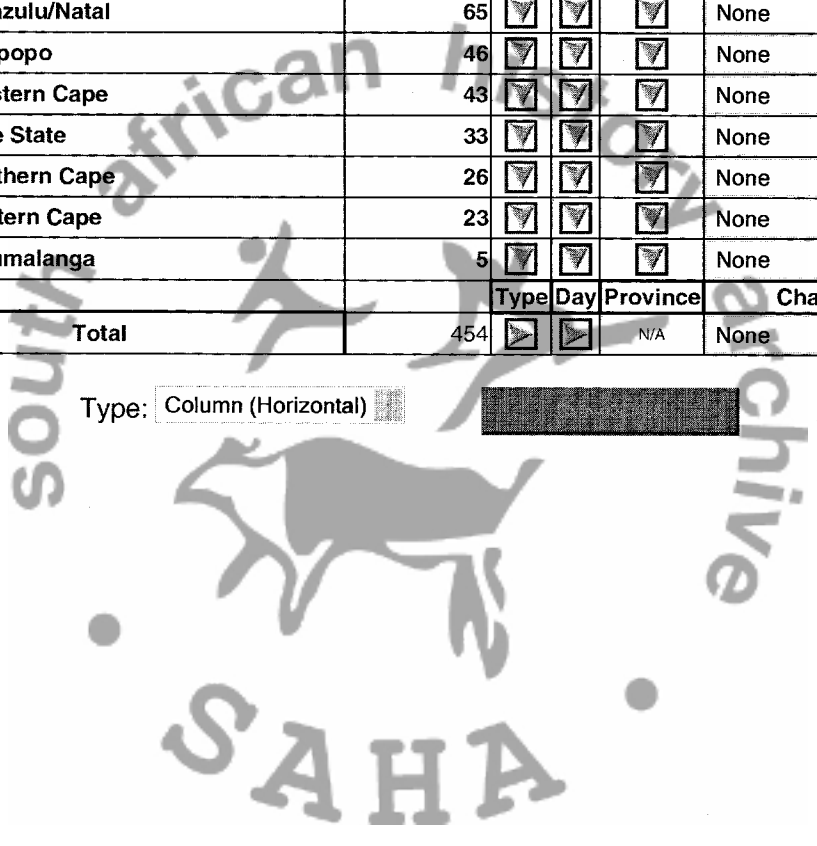 azulu/Natal 65 None
popo 46 None
stern Cape 43 None
e State 33 None
thern Cape 26 None
tern Cape 23 None
umalanga 5 None
Type Day Province Cha
Total 454 N/A None
Type: Column (Horizontal)
south african history archive
SAHA